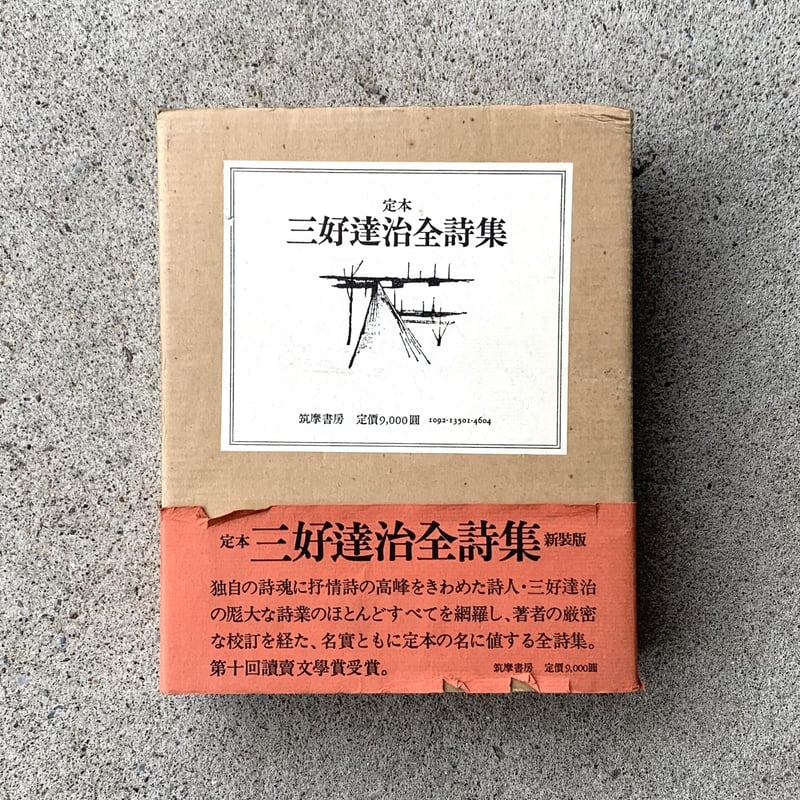 定本
三好達治全詩集
筑摩書房 定價9,000圓 1092-13501-4604
定本 三好達治全詩集 新装版
独自の詩魂に抒情詩の高峰をきわめた詩人・三好達治
の厖大な詩業のほとんどすべてを網羅し、著者の厳密
な校訂を経た、名實ともに定本の名に値する全詩集。
第十回讀賣文學賞受賞。 筑摩書房 定價9,000圓